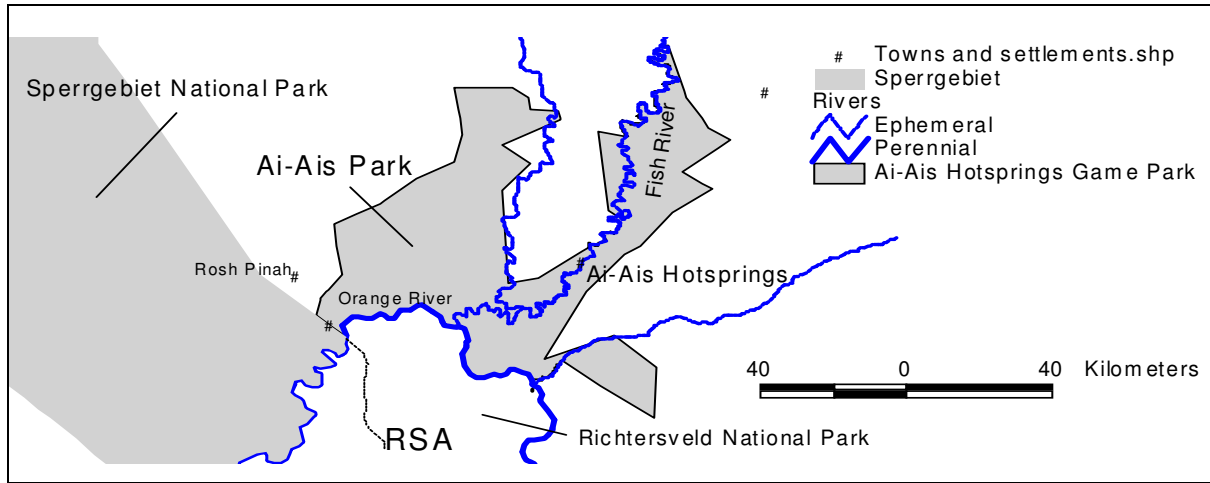 Sperrgebiet National Park
Ai-Ais Park
Fish River
# Towns and settlements.shp
Sperrgebiet
Rivers
Ephemeral
Perennial
Ai-Ais Hotsprings Game Park
#
Rosh Pinah #
Orange River
#
# Ai-Ais Hotsprings
40 0 40 Kilometers
RSA
Richtersveld National Park